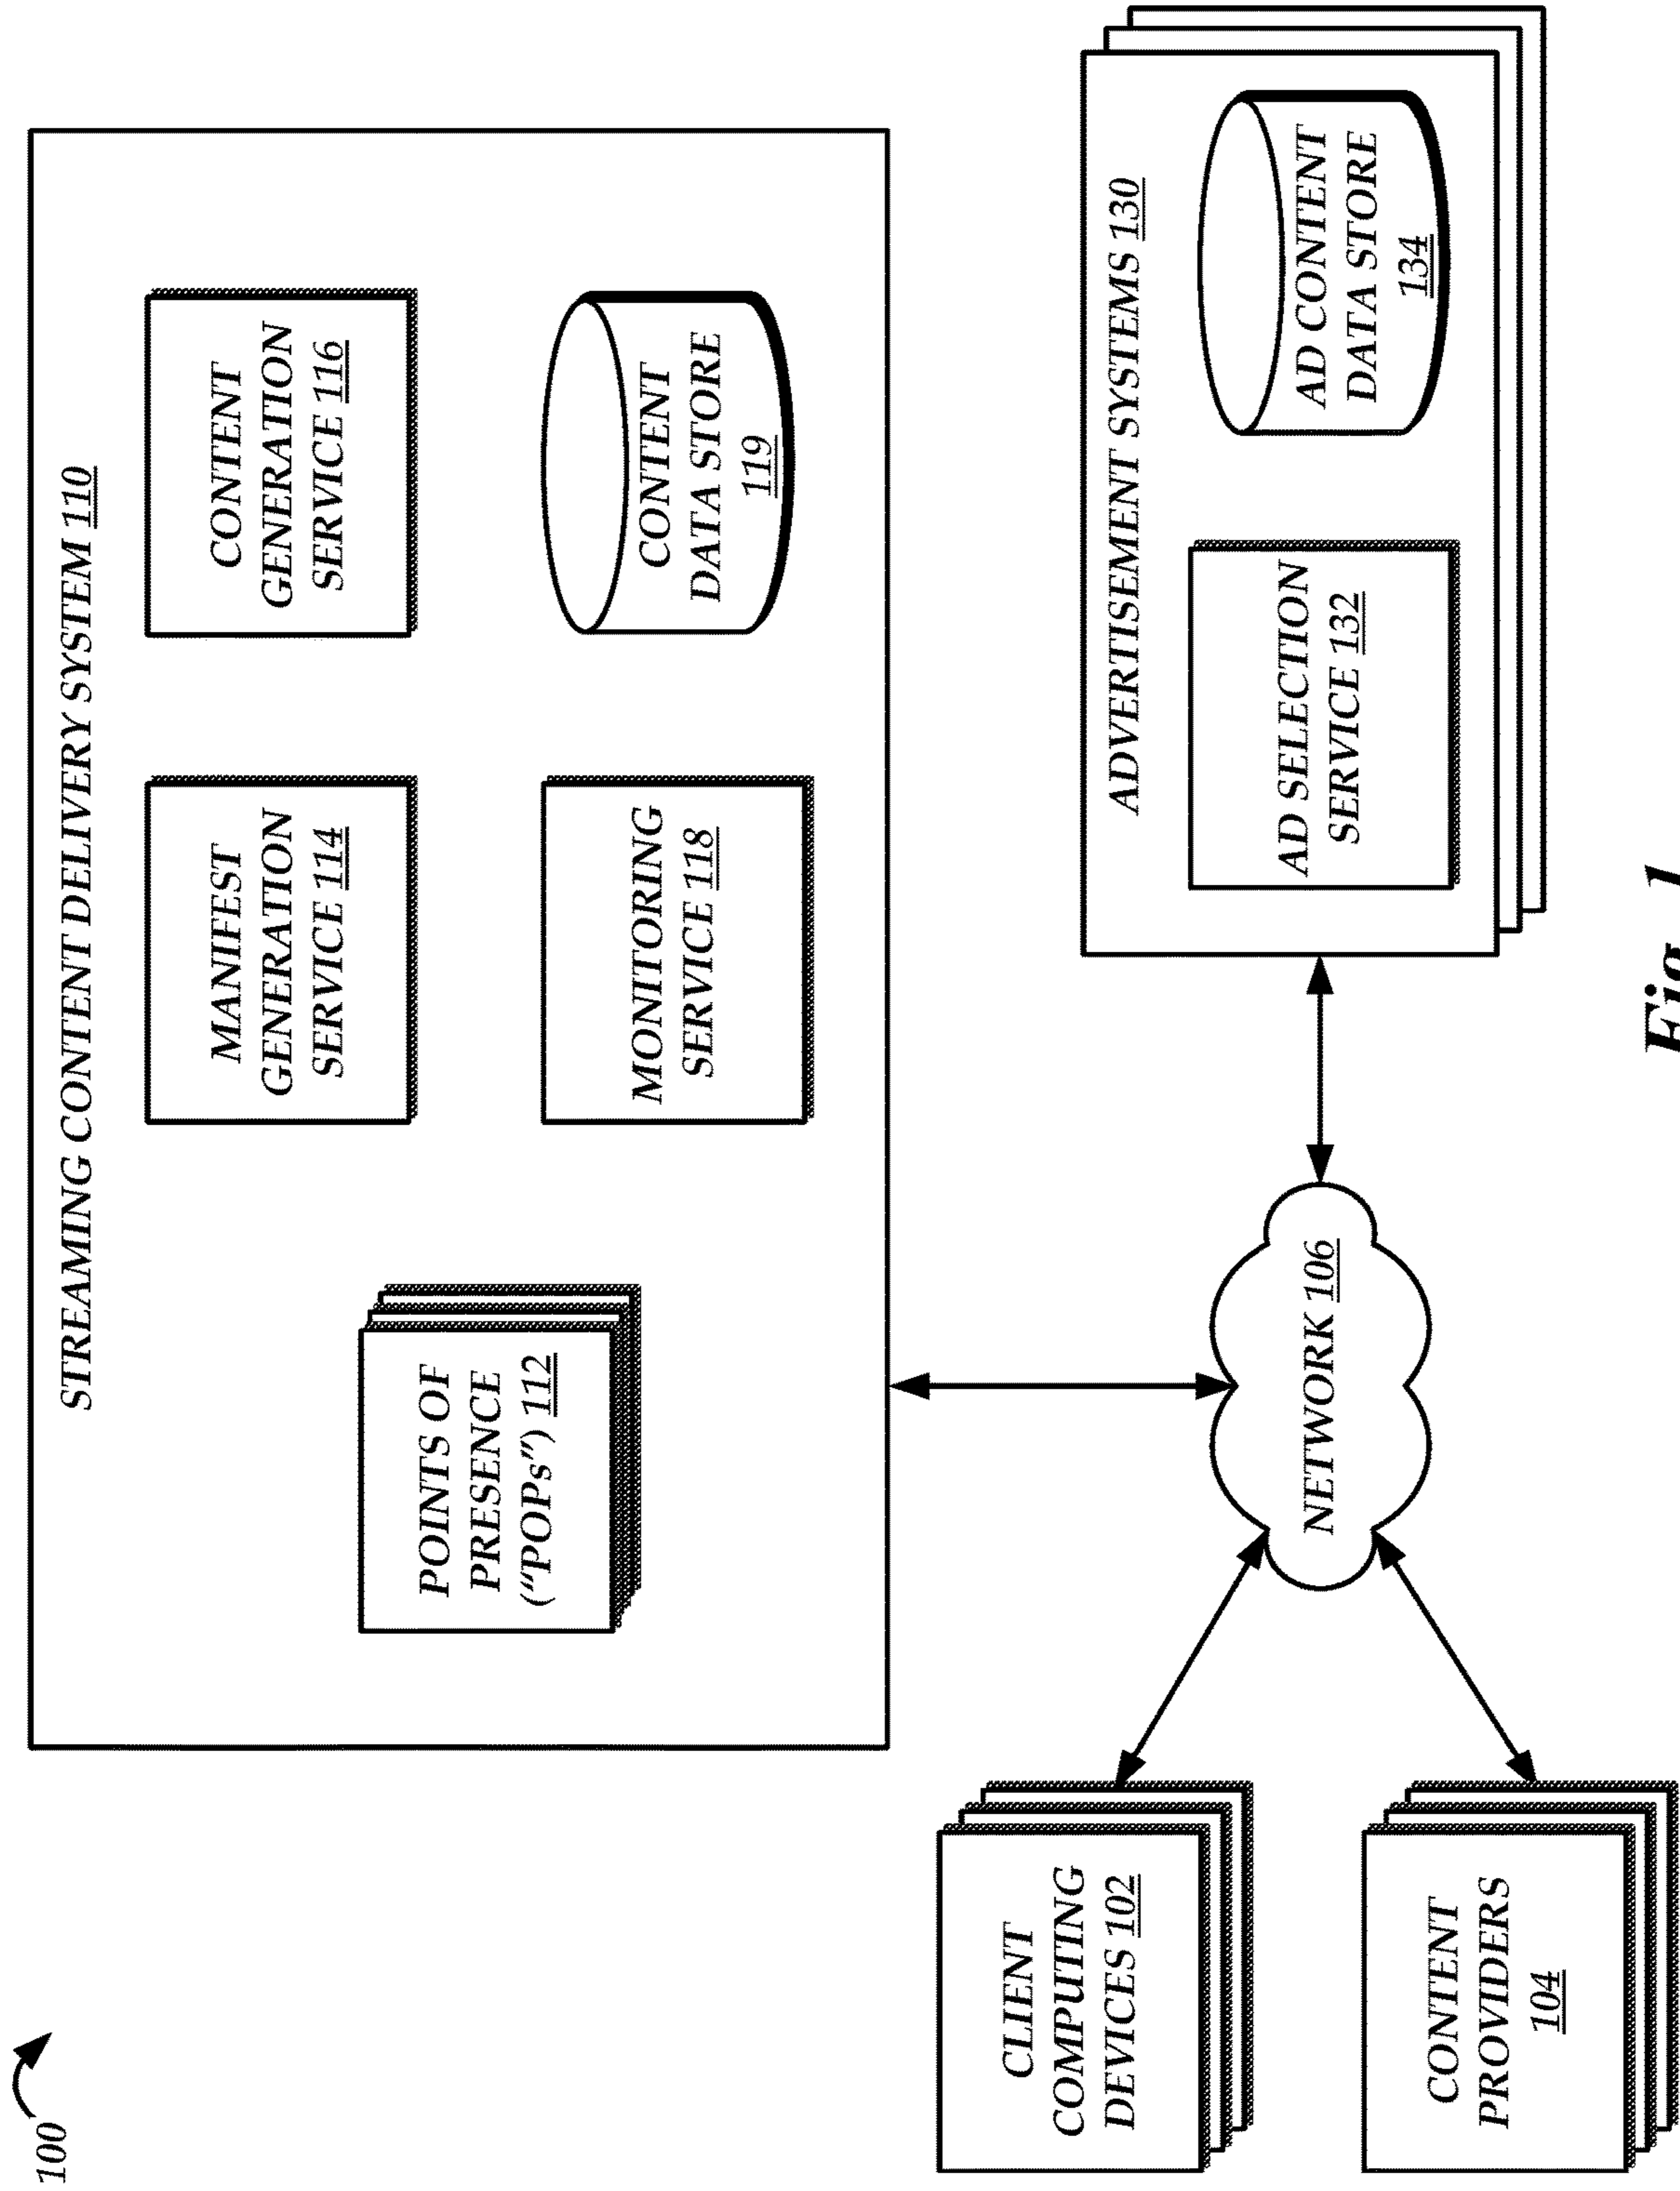 100
STREAMING CONTENT DELIVERY SYSTEM 110
POINTS OF
PRESENCE
("POPs") 112
MANIFEST
GENERATION
SERVICE 114
CONTENT
GENERATION
SERVICE 116
MONITORING
SERVICE 118
CONTENT
DATA STORE
119
CLIENT
COMPUTING
DEVICES 102
CONTENT
PROVIDERS
104
NETWORK 106
ADVERTISEMENT SYSTEMS 130
AD SELECTION
SERVICE 132
AD CONTENT
DATA STORE
134
Fig. 1